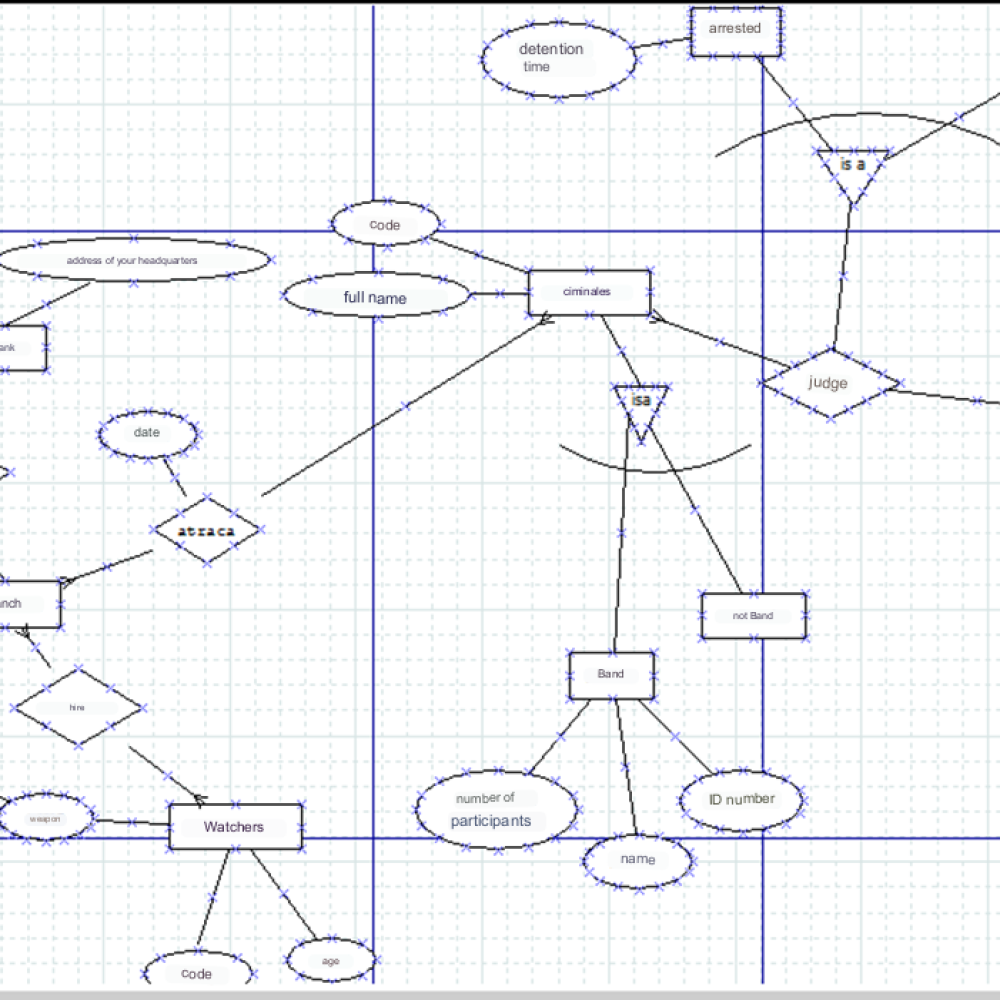 arrested
detention
time
is a
code
address of your headquarters
ciminales
full name
ank
judge
isa
date
atraca
nch
not Band
Band
hire
number of
participants
ID number
weapon
Watchers
name
age
code